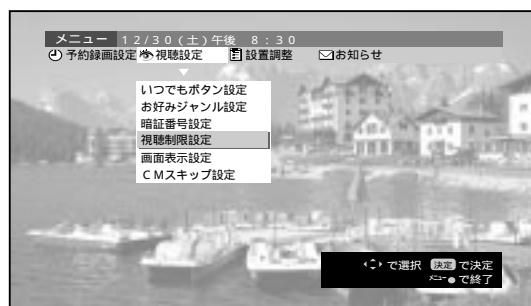 メニュー 12/30(土)午後 8:30
予約録画設定 視聴設定 設置調整 お知らせ
いつでもボタン設定
お好みジャンル設定
暗証番号設定
視聴制限設定
画面表示設定
CMスキップ設定
で選択 決定 で決定
メニュー で終了